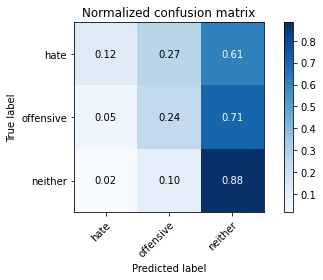 Normalized confusion matrix
True label
hate
offensive
neither
0.12 0.27 0.61
0.05 0.24 0.71
0.02 0.10 0.88
hate
offensive
neither
Predicted label
0.8
0.7
0.6
0.5
0.4
0.3
0.2
0.1